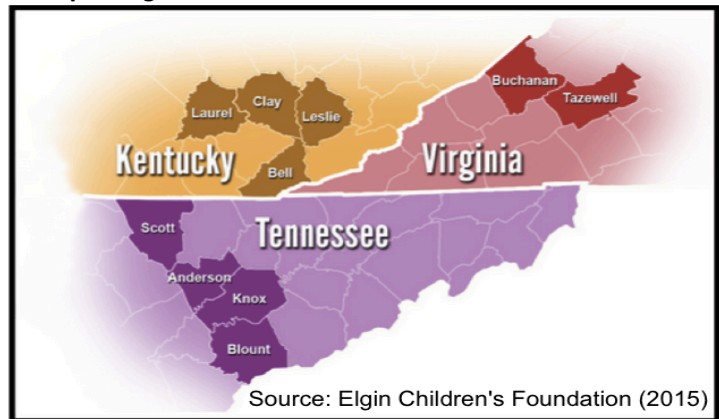 Buchanan
Tazewell
Laurel
Clay
Leslie
Kentucky
Virginia
Bell
Scott
Tennessee
Anderson
Knox
Blount
Source: Elgin Children's Foundation (2015)